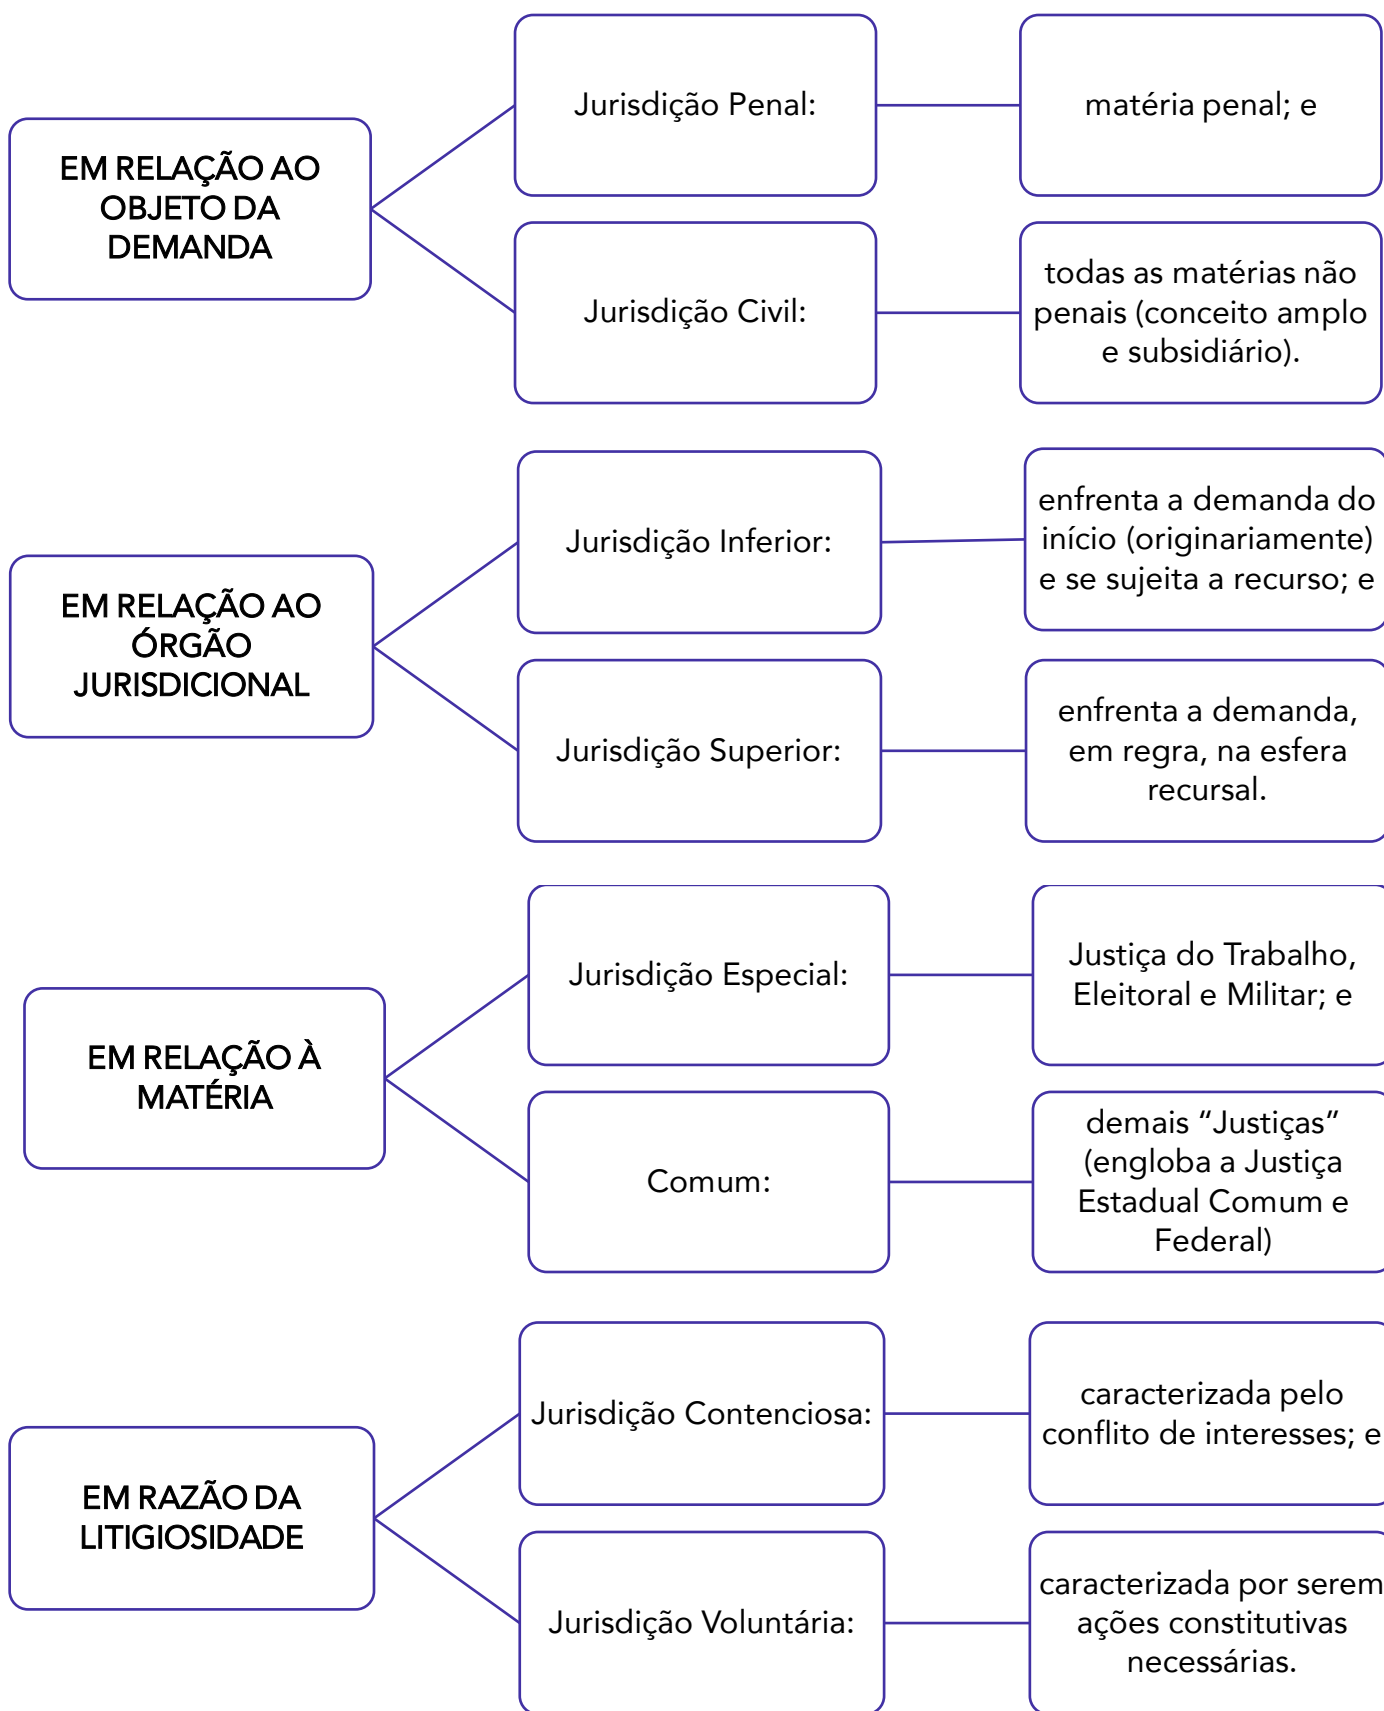 EM RELAÇÃO AO
OBJETO DA
DEMANDA
Jurisdição Penal:
matéria penal; e
Jurisdição Civil:
todas as matérias não
penais (conceito amplo
e subsidiário).
EM RELAÇÃO AO
ÓRGÃO
JURISDICIONAL
Jurisdição Inferior:
enfrenta a demanda do
início (originariamente)
e se sujeita a recurso; e
Jurisdição Superior:
enfrenta a demanda,
em regra, na esfera
recursal.
EM RELAÇÃO À
MATÉRIA
Jurisdição Especial:
Justiça do Trabalho,
Eleitoral e Militar; e
Comum:
demais “Justiças”
(engloba a Justiça
Estadual Comum e
Federal)
EM RAZÃO DA
LITIGIOSIDADE
Jurisdição Contenciosa:
caracterizada pelo
conflito de interesses; e
Jurisdição Voluntária:
caracterizada por serem
ações constitutivas
necessárias.